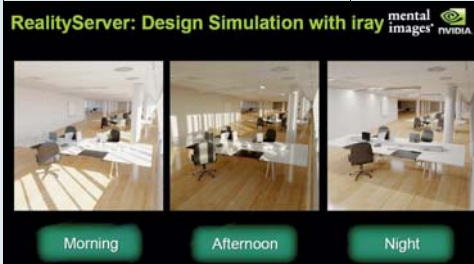 RealityServer: Design Simulation with iray
mental
images®
NVIDIA
Morning
Afternoon
Night